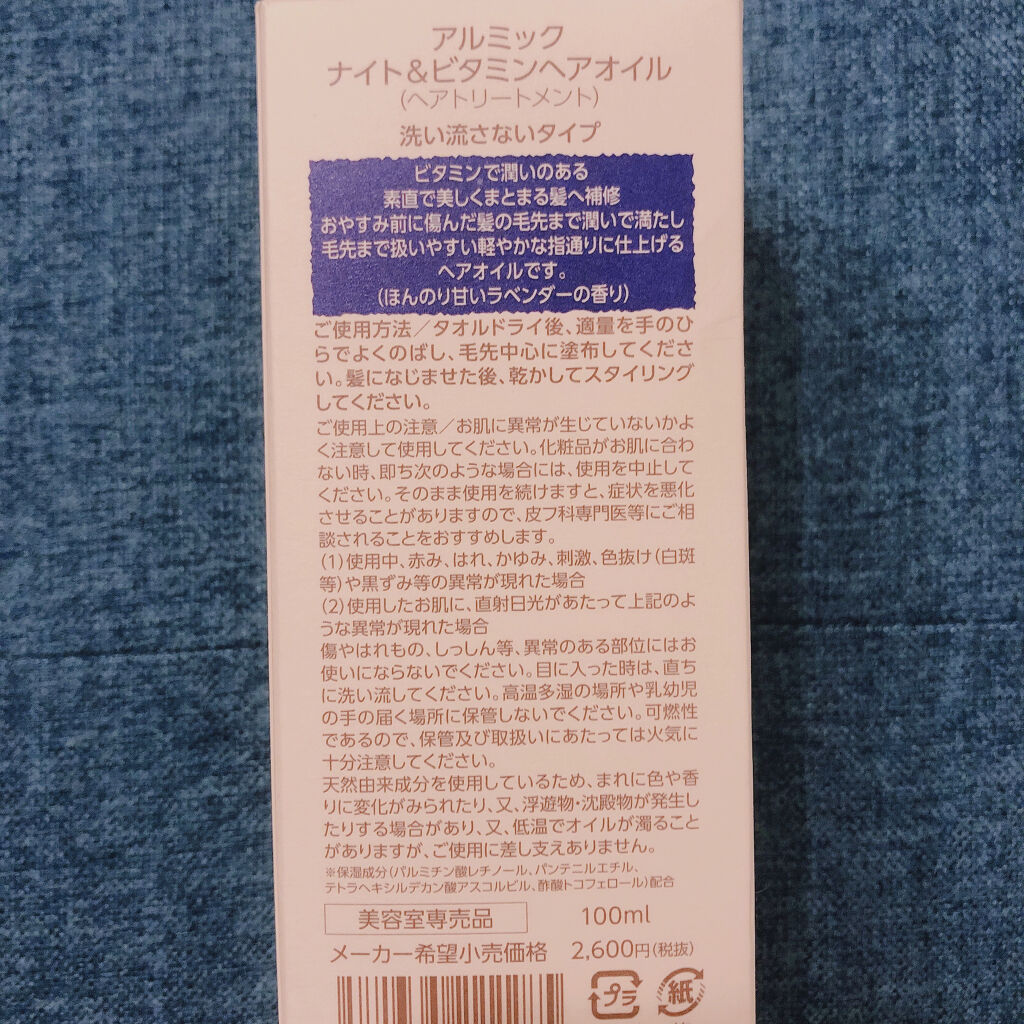 アルミック
ナイト＆ビタミンヘアオイル
(ヘアトリートメント)
洗い流さないタイプ
ビタミンで潤いのある
素直で美しくまとまる髪へ補修
おやすみ前に傷んだ髪の毛先まで潤いで満たし
毛先まで扱いやすい軽やかな指通りに仕上げる
ヘアオイルです。
(ほんのり甘いラベンダーの香り)
ご使用方法／タオルドライ後、適量を手のひ
らでよくのばし、毛先中心に塗布してくださ
い。髪になじませた後、乾かしてスタイリング
してください。
ご使用上の注意／お肌に異常が生じていないかよ
く注意して使用してください。化粧品がお肌に合わ
ない時、即ち次のような場合には、使用を中止して
ください。そのまま使用を続けますと、症状を悪化
させることがありますので、皮フ科専門医等にご相
談されることをおすすめします。
(1)使用中、赤み、はれ、かゆみ、刺激、色抜け(白斑
等)や黒ずみ等の異常が現れた場合
(2)使用したお肌に、直射日光があたって上記のよ
うな異常が現れた場合
傷やはれもの、しっしん等、異常のある部位にはお
使いにならないでください。目に入った時は、直ち
に洗い流してください。高温多湿の場所や乳幼児
の手の届く場所に保管しないでください。可燃性
であるので、保管及び取扱いにあたっては火気に
十分注意してください。
天然由来成分を使用しているため、まれに色や香
りに変化がみられたり、又、浮遊物・沈殿物が発生し
たりする場合があり、又、低温でオイルが濁ること
がありますが、ご使用に差し支えありません。
※保湿成分(パルミチン酸レチノール、パンテニルエチル、
テトラヘキシルデカン酸アスコルビル、酢酸トコフェロール)配合
美容室専売品 100ml
メーカー希望小売価格 2,600円(税抜)
プラ 紙